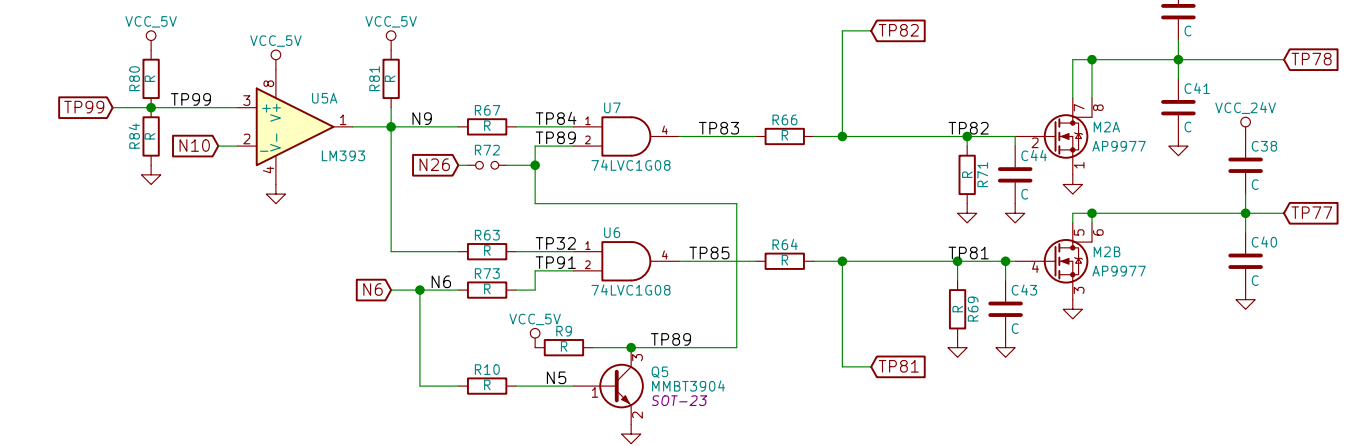 C
VCC_5V
VCC_5V
VCC_5V
TP82
TP78
R80
R
8
V+
U5A
R81
R
C41
C
VCC_24V
TP99
TP99
3
+
1
N9
R67
R
TP84
1
U7
4
TP83
R66
R
TP82
7
8
M2A
AP9977
2
1
R84
R
N10
2
-
V-
4
LM393
TP89
2
74LVC1G08
N26
R72
R
R71
C44
C
C38
C
TP77
R63
R
TP32
1
U6
4
TP85
R64
R
TP81
5
6
M2B
AP9977
4
3
C40
C
TP91
2
74LVC1G08
N6
N6
R73
R
R
R69
C43
C
VCC_5V
R9
R
TP89
3
TP81
R10
R
N5
1
2
Q5
MMBT3904
SOT-23